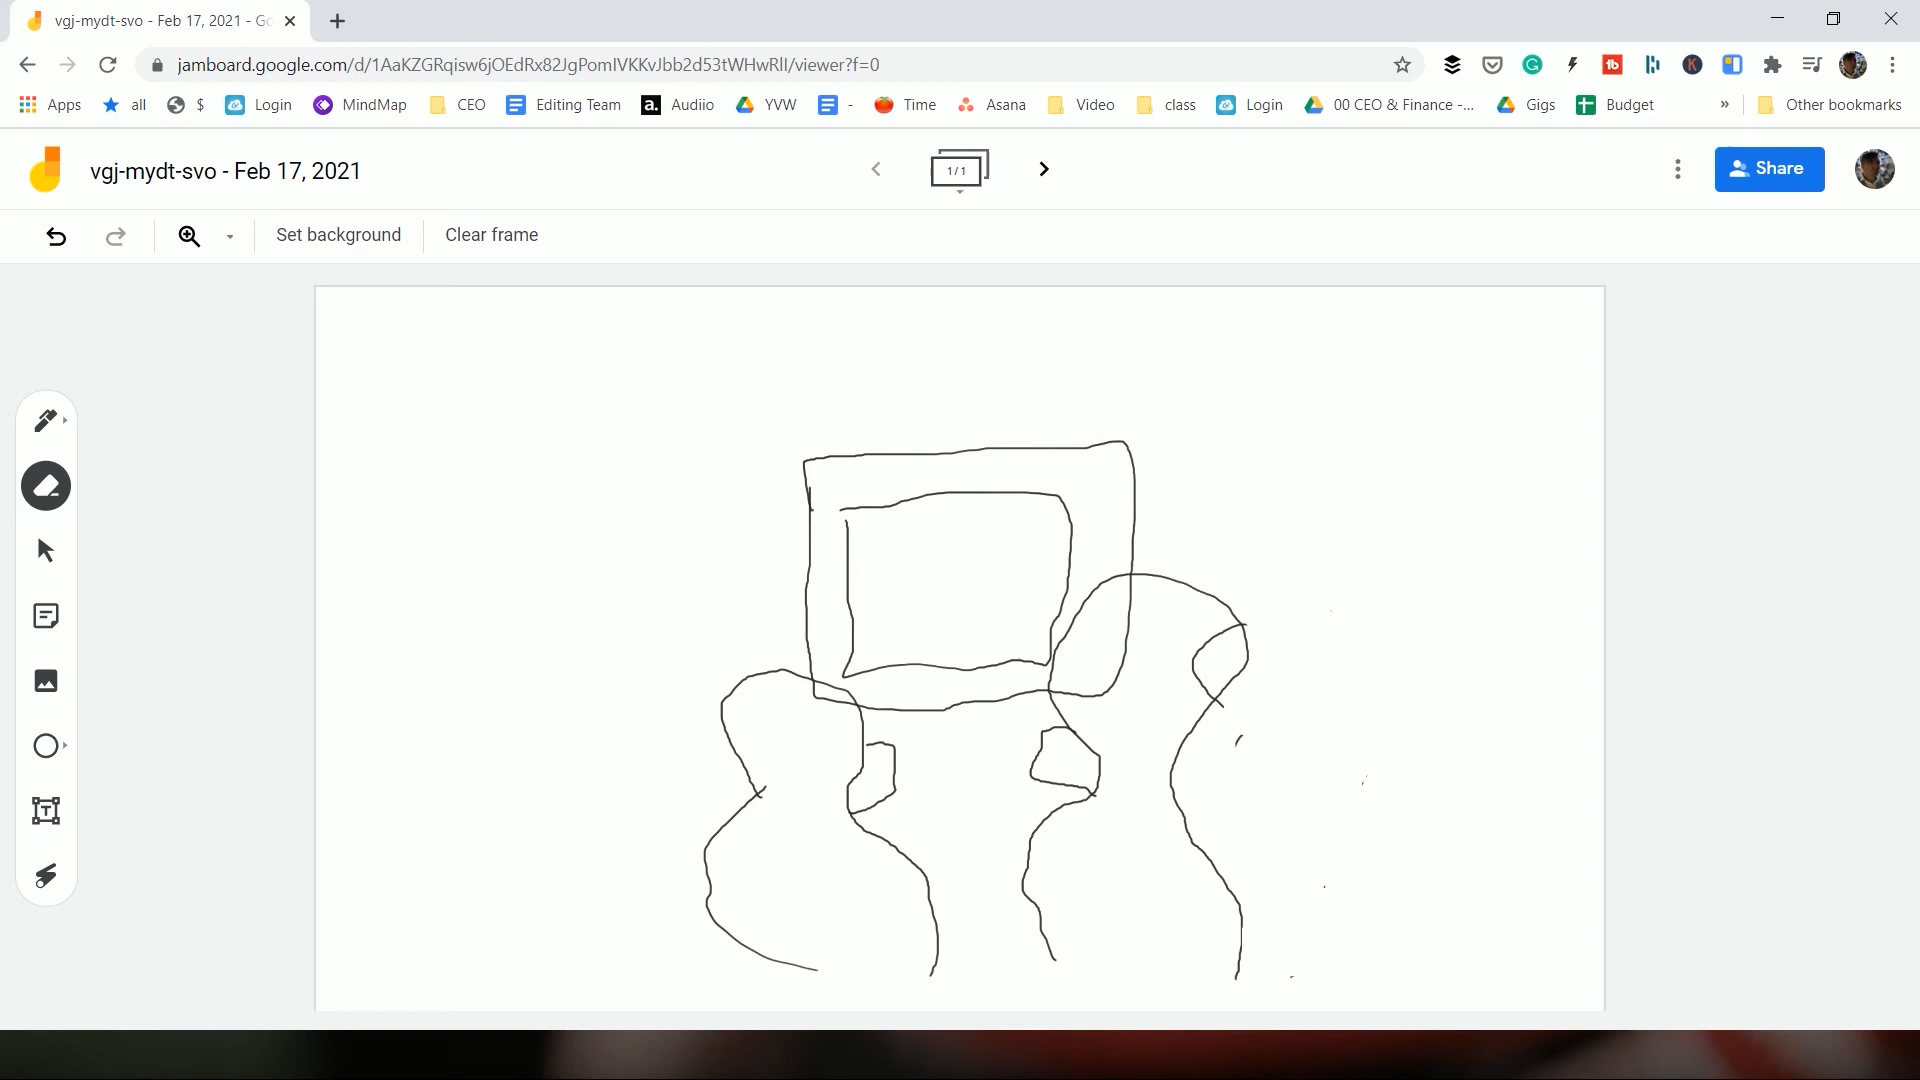 vgj-mydt-svo - Feb 17, 2021 - Go
jamboard.google.com/d/1AaKZGRqisw6jOEdRx82JgPomIVKKvJbb2d53tWHwRlI/viewer?f=0
Apps all $ Login MindMap CEO Editing Team a. Audiio YVW - Time Asana Video class Login 00 CEO & Finance -... Gigs Budget » Other bookmarks
vgj-mydt-svo - Feb 17, 2021
1/1
Share
Set background Clear frame